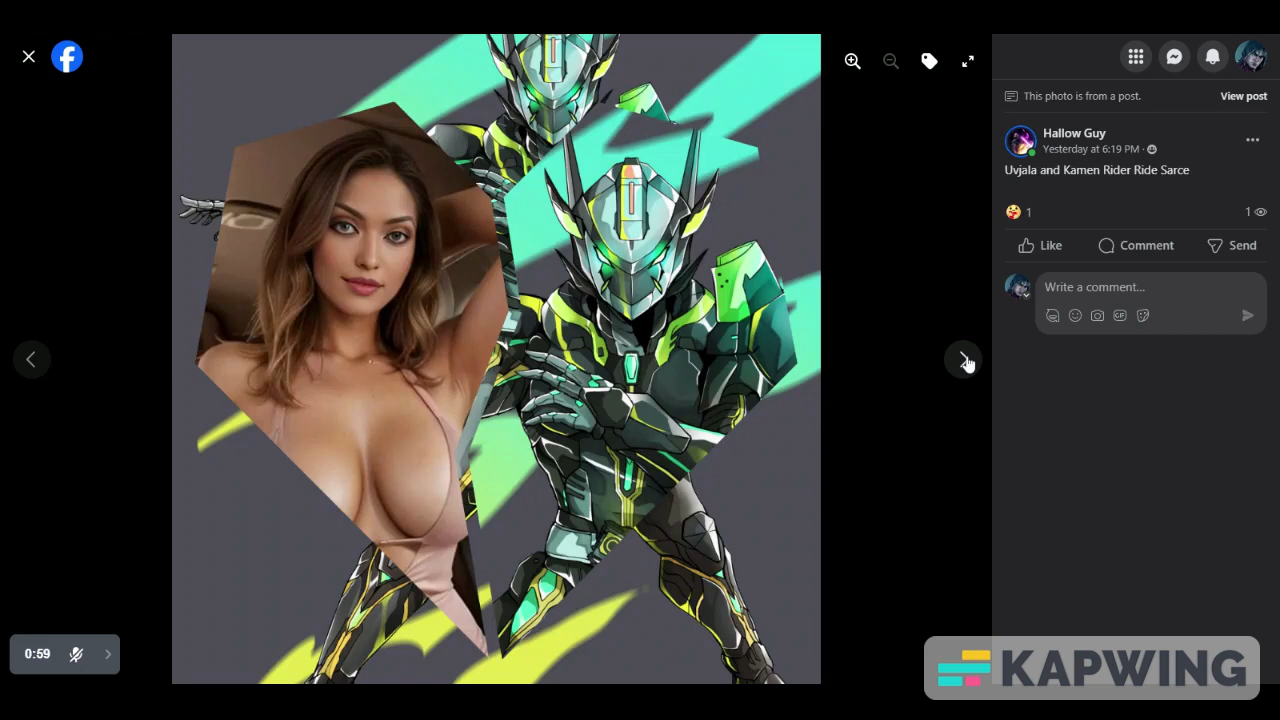 This photo is from a post.
View post
Hallow Guy
Yesterday at 6:19 PM ·
Uvjala and Kamen Rider Ride Sarce
1
1
Like
Comment
Send
Write a comment...
GIF
0:59
KAPWING